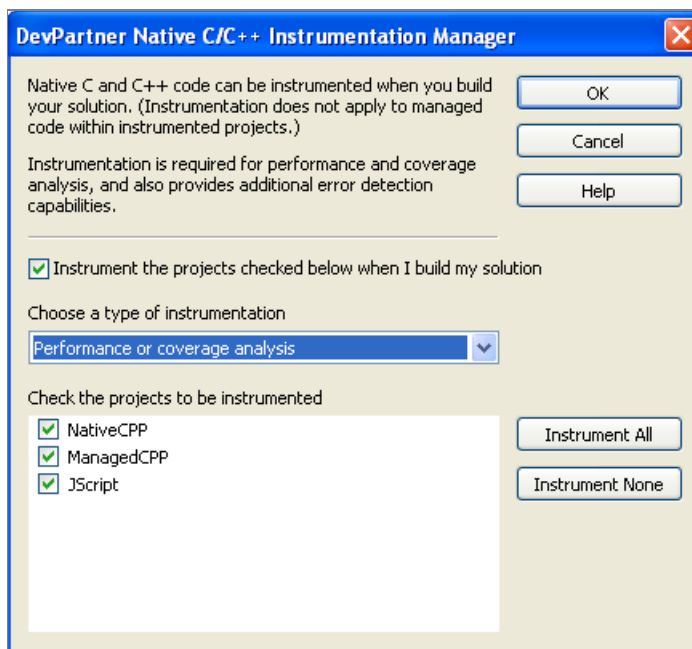 DevPartner Native C/C++ Instrumentation Manager
Native C and C++ code can be instrumented when you build
your solution. (Instrumentation does not apply to managed
code within instrumented projects.)
Instrumentation is required for performance and coverage
analysis, and also provides additional error detection
capabilities.
OK
Cancel
Help
Instrument the projects checked below when I build my solution
Choose a type of instrumentation
Performance or coverage analysis
Check the projects to be instrumented
NativeCPP
ManagedCPP
JScript
Instrument All
Instrument None